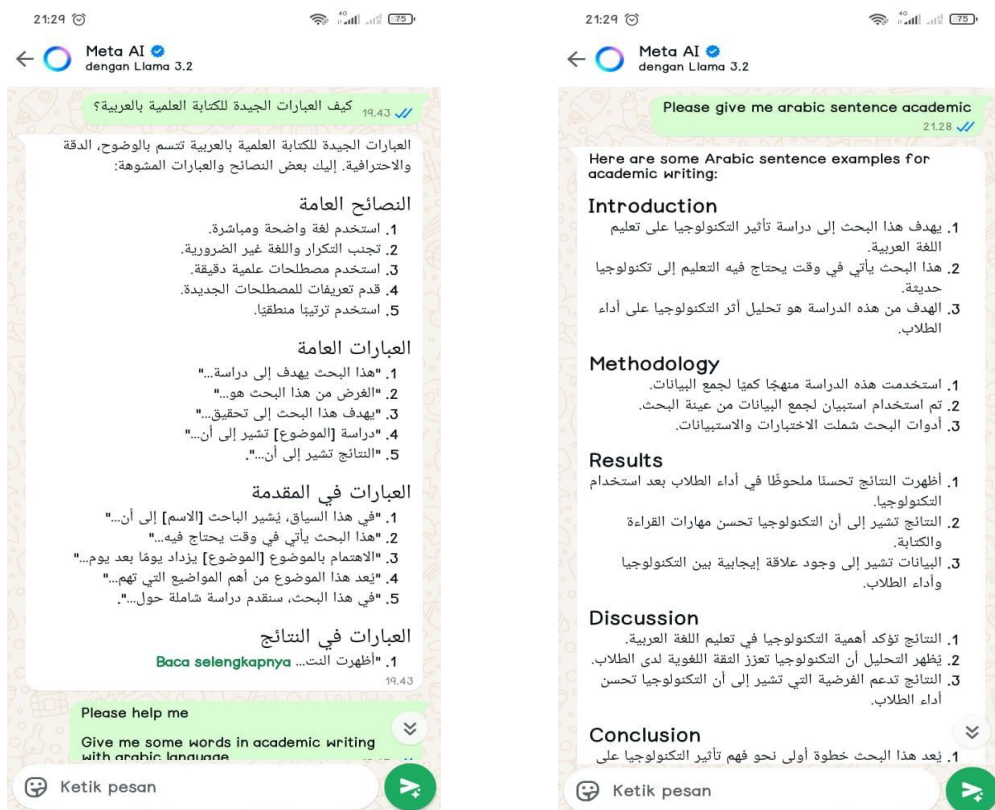 21:29
4G
75
Meta AI
dengan Llama 3.2
كيف العبارات الجيدة للكتابة العلمية بالعربية؟
19.43
العبارات الجيدة للكتابة العلمية بالعربية تتسم بالوضوح، الدقة
والاحترافية. إليك بعض النصائح والعبارات المشوهة:
النصائح العامة
1. استخدم لغة واضحة ومباشرة.
2. تجنب التكرار واللغة غير الضرورية.
3. استخدم مصطلحات علمية دقيقة.
4. قدم تعريفات للمصطلحات الجديدة.
5. استخدم ترتيبًا منطقيًا.
العبارات العامة
1. "هذا البحث يهدف إلى دراسة..."
2. "الغرض من هذا البحث هو..."
3. "يهدف هذا البحث إلى تحقيق..."
4. "دراسة [الموضوع] تشير إلى أن..."
5. "النتائج تشير إلى أن...".
العبارات في المقدمة
1. "في هذا السياق، يُشير الباحث [الاسم] إلى أن..."
2. "هذا البحث يأتي في وقت يحتاج فيه..."
3. "الاهتمام بالموضوع [الموضوع] يزداد يومًا بعد يوم..."
4. "يُعد هذا الموضوع من أهم المواضيع التي تهم..."
5. "في هذا البحث، سنقدم دراسة شاملة حول...".
العبارات في النتائج
1. "أظهرت النت... Baca selengkapnya
19.43
Please help me
Give me some words in academic writing
with arabic language
Ketik pesan
21:29
4G
75
Meta AI
dengan Llama 3.2
Please give me arabic sentence academic
21.28
Here are some Arabic sentence examples for
academic writing:
Introduction
1. يهدف هذا البحث إلى دراسة تأثير التكنولوجيا على تعليم
اللغة العربية.
2. هذا البحث يأتي في وقت يحتاج فيه التعليم إلى تكنولوجيا
حديثة.
3. الهدف من هذه الدراسة هو تحليل أثر التكنولوجيا على أداء
الطلاب.
Methodology
1. استخدمت هذه الدراسة منهجًا كميًا لجمع البيانات.
2. تم استخدام استبيان لجمع البيانات من عينة البحث.
3. أدوات البحث شملت الاختبارات والاستبيانات.
Results
1. أظهرت النتائج تحسنًا ملحوظًا في أداء الطلاب بعد استخدام
التكنولوجيا.
2. النتائج تشير إلى أن التكنولوجيا تحسن مهارات القراءة
والكتابة.
3. البيانات تشير إلى وجود علاقة إيجابية بين التكنولوجيا
وأداء الطلاب.
Discussion
1. النتائج تؤكد أهمية التكنولوجيا في تعليم اللغة العربية.
2. يُظهر التحليل أن التكنولوجيا تعزز الثقة اللغوية لدى الطلاب.
3. النتائج تدعم الفرضية التي تشير إلى أن التكنولوجيا تحسن
أداء الطلاب.
Conclusion
1. يُعد هذا البحث خطوة أولى نحو فهم تأثير التكنولوجيا على
Ketik pesan